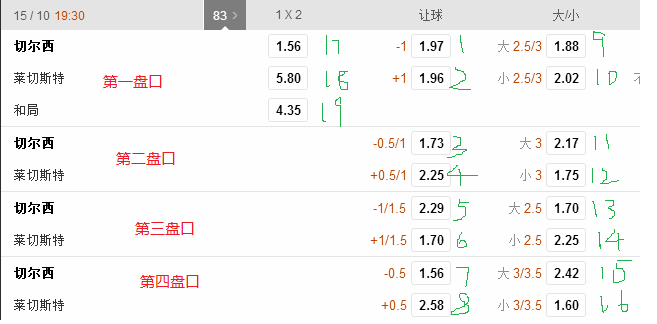 15 / 10 19:30 83 > 1 X 2 让球 大/小
切尔西 1.56 17 -1 1.97 1 大 2.5/3 1.88 9
莱切斯特 第一盘口 5.80 18 +1 1.96 2 小 2.5/3 2.02 10
和局 4.35 19
切尔西 -0.5/1 1.73 3 大 3 2.17 11
莱切斯特 第二盘口 +0.5/1 2.25 4 小 3 1.75 12
切尔西 -1/1.5 2.29 5 大 2.5 1.70 13
莱切斯特 第三盘口 +1/1.5 1.70 6 小 2.5 2.25 14
切尔西 -0.5 1.56 7 大 3/3.5 2.42 15
莱切斯特 第四盘口 +0.5 2.58 8 小 3/3.5 1.60 16